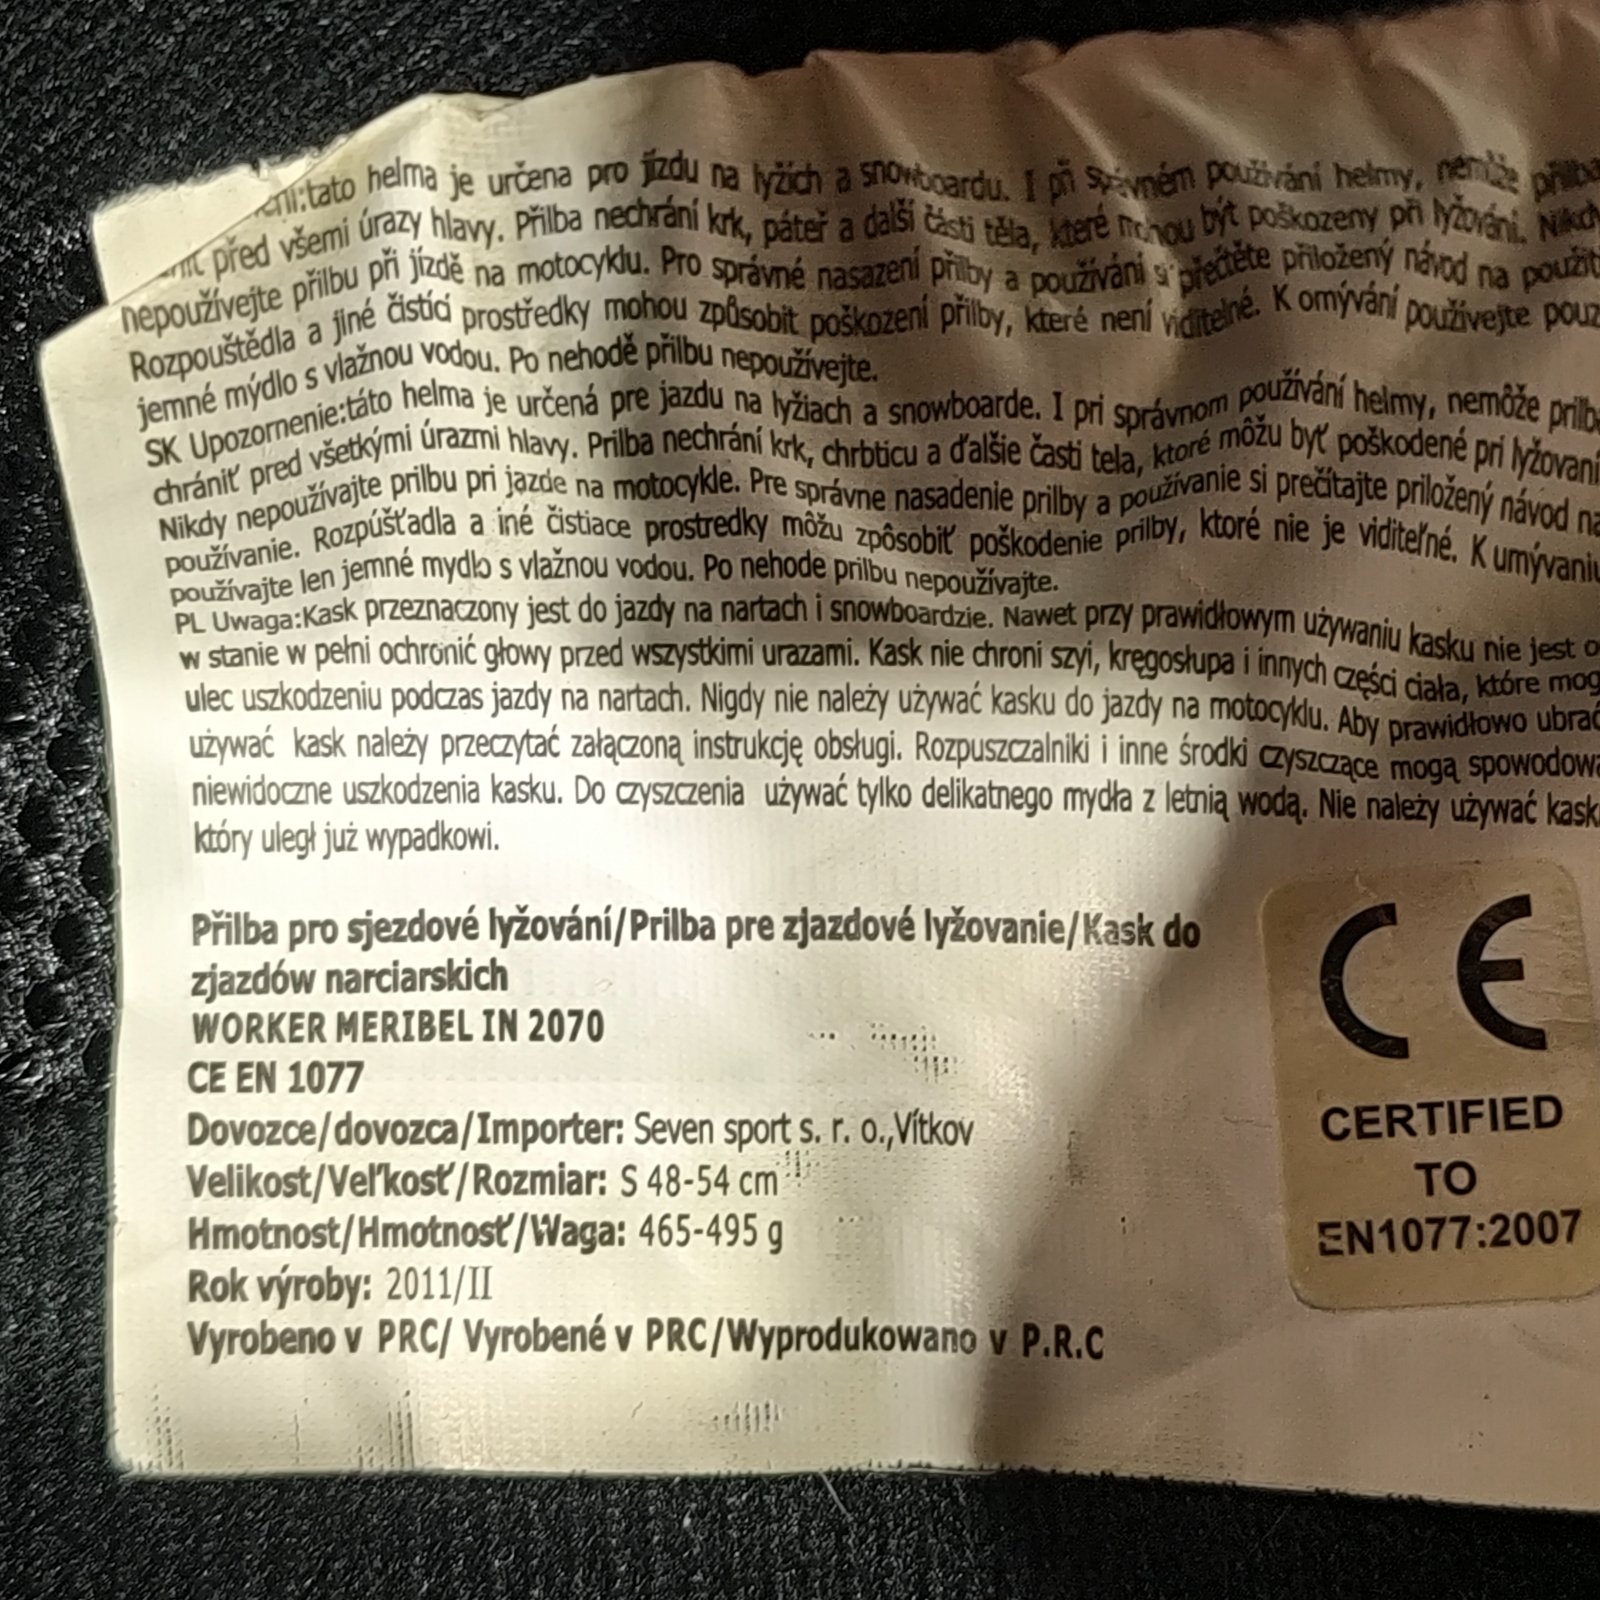 tato helma je určena pro jízdu na lyžích a snowboardu. I při správném používání helmy, nemůže přilba
před všemi úrazy hlavy. Přilba nechrání krk, páteř a další části těla, které mohou být poškozeny při lyžování. Nikdy
nepoužívejte přilbu při jízdě na motocyklu. Pro správné nasazení přilby a používání si přečtěte přiložený návod na použit
Rozpouštědla a jiné čistící prostředky mohou způsobit poškození přilby, které není viditelné. K omývání používejte pouz
jemné mýdlo s vlažnou vodou. Po nehodě přilbu nepoužívejte.
SK Upozornenie:táto helma je určená pre jazdu na lyžiach a snowboarde. I pri správnom používání helmy, nemôže prilba
chrániť pred všetkými úrazmi hlavy. Prilba nechrání krk, chrbticu a ďalšie časti tela, ktoré môžu byť poškodené pri lyžovaní
Nikdy nepoužívajte prilbu pri jazde na motocykle. Pre správne nasadenie prilby a používanie si prečítajte priložený návod na
používanie. Rozpúšťadla a iné čistiace prostredky môžu zpôsobiť poškodenie prilby, ktoré nie je viditeľné. K umývaniu
používajte len jemné mydlo s vlažnou vodou. Po nehode prilbu nepoužívajte.
PL Uwaga:Kask przeznaczony jest do jazdy na nartach i snowboardzie. Nawet przy prawidłowym używaniu kasku nie jest o
w stanie w pełni ochronić głowy przed wszystkimi urazami. Kask nie chroni szyi, kręgosłupa i innych części ciała, które mog
ulec uszkodzeniu podczas jazdy na nartach. Nigdy nie należy używać kasku do jazdy na motocyklu. Aby prawidłowo ubrać
używać kask należy przeczytać załączoną instrukcję obsługi. Rozpuszczalniki i inne środki czyszczące mogą spowodowa
niewidoczne uszkodzenia kasku. Do czyszczenia używać tylko delikatnego mydła z letnią wodą. Nie należy używać kask
który uległ już wypadkowi.
Přilba pro sjezdové lyžování/Prilba pre zjazdové lyžovanie/Kask do
zjazdów narciarskich
WORKER MERIBEL IN 2070
CE EN 1077
Dovozce/dovozca/Importer: Seven sport s. r. o.,Vítkov
Velikost/Veľkosť/Rozmiar: S 48-54 cm
Hmotnost/Hmotnosť/Waga: 465-495 g
Rok výroby: 2011/II
Vyrobeno v PRC/ Vyrobené v PRC/Wyprodukowano v P.R.C
CE
CERTIFIED
TO
EN1077:2007